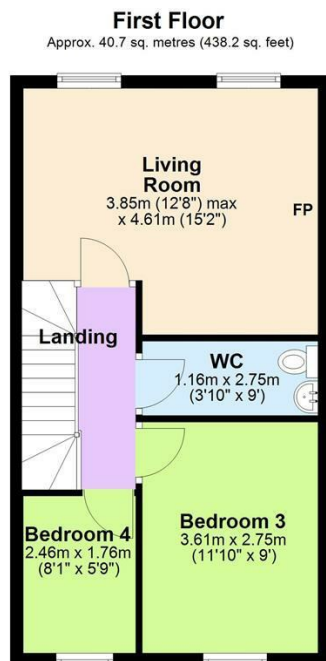 First Floor
Approx. 40.7 sq. metres (438.2 sq. feet)
Living
Room
3.85m (12'8") max
x 4.61m (15'2")
FP
Landing
WC
1.16m x 2.75m
(3'10" x 9')
Bedroom 4
2.46m x 1.76m
(8'1" x 5'9")
Bedroom 3
3.61m x 2.75m
(11'10" x 9')